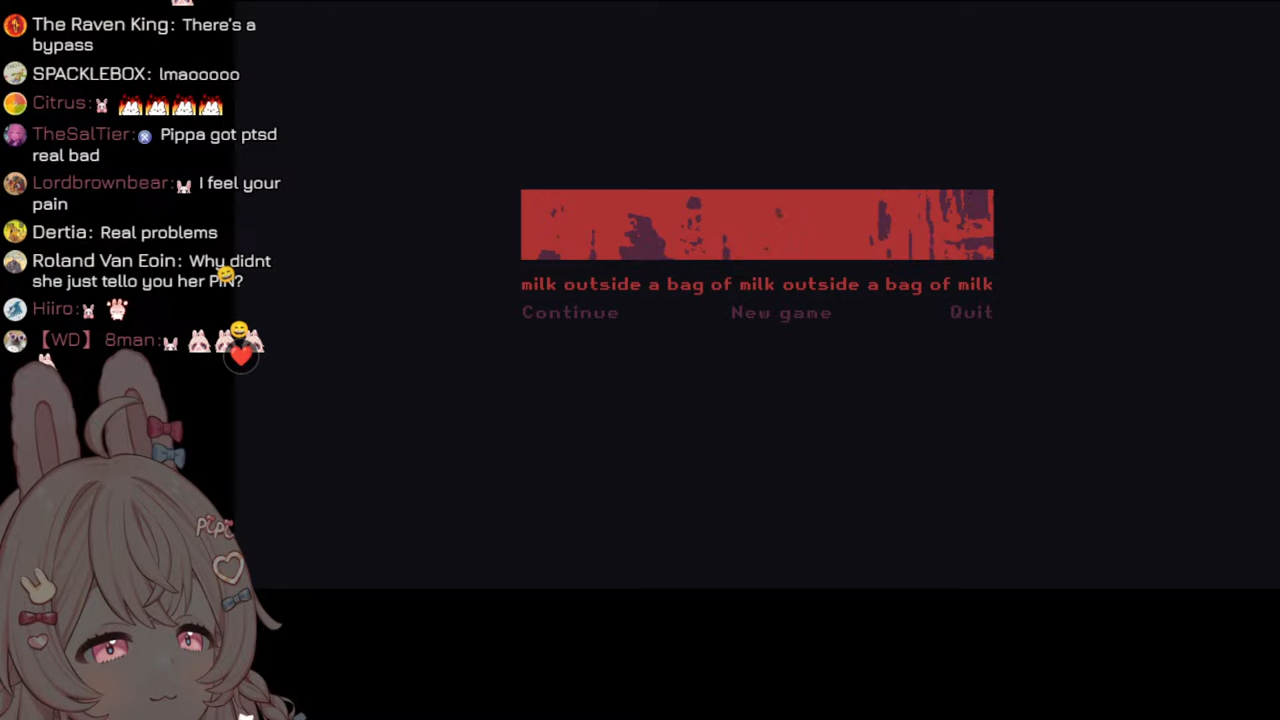 The Raven King: There's a
bypass
SPACKLEBOX: lmaooooo
Citrus:
TheSalTier: Pippa got ptsd
real bad
Lordbrownbear: I feel your
pain
Dertia: Real problems
Roland Van Eoin: Why didnt
she just tello you her PIN?
Hiiro:
【WD】 8man:
milk outside a bag of milk outside a bag of milk
Continue New game Quit
PiPi